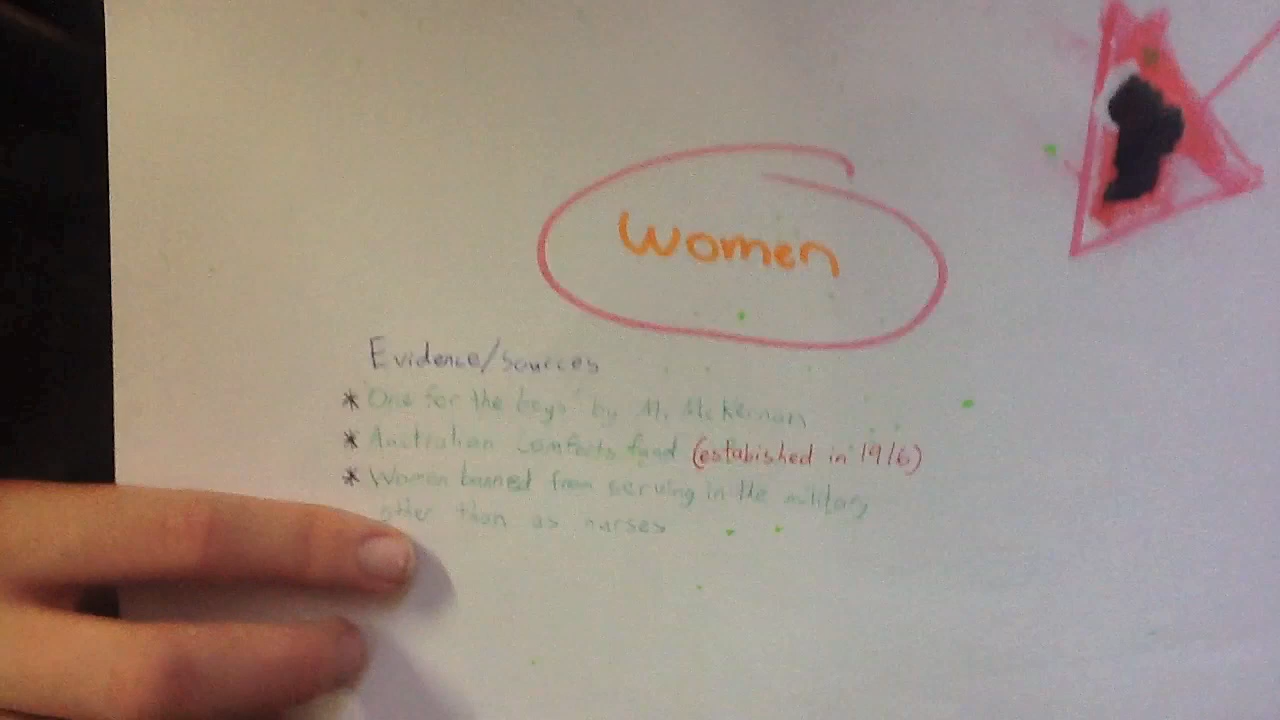 Women
Evidence/sources
* One for the boys by M. McKernan
* Australian Comforts fund (estabished in 1916)
* Women banned from serving in the military
other than as nurses